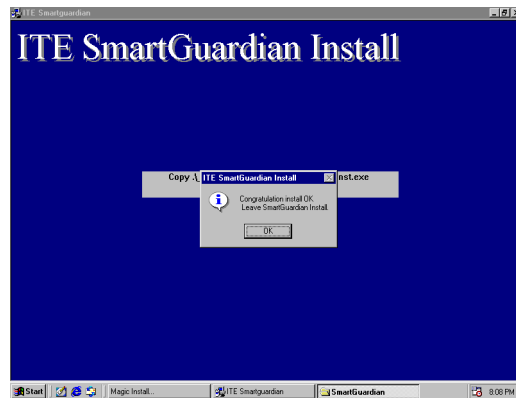 ITE Smartguardian
ITE SmartGuardian Install
Copy .\
nst.exe
ITE SmartGuardian Install
Congratulation install OK
Leave SmartGuardian Install.
OK
Start
Magic Install...
ITE Smartguardian
SmartGuardian
8:08 PM